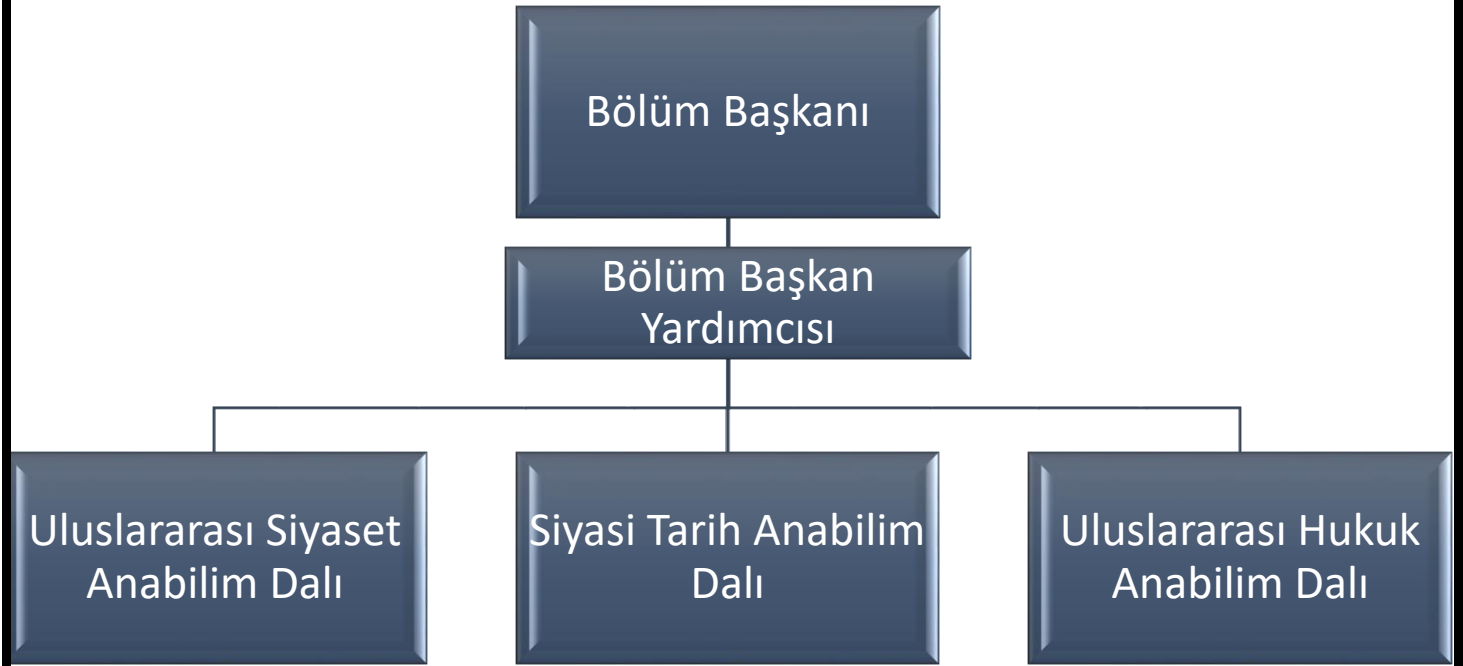 Bölüm Başkanı
Bölüm Başkan
Yardımcısı
Uluslararası Siyaset
Anabilim Dalı
Siyasi Tarih Anabilim
Dalı
Uluslararası Hukuk
Anabilim Dalı